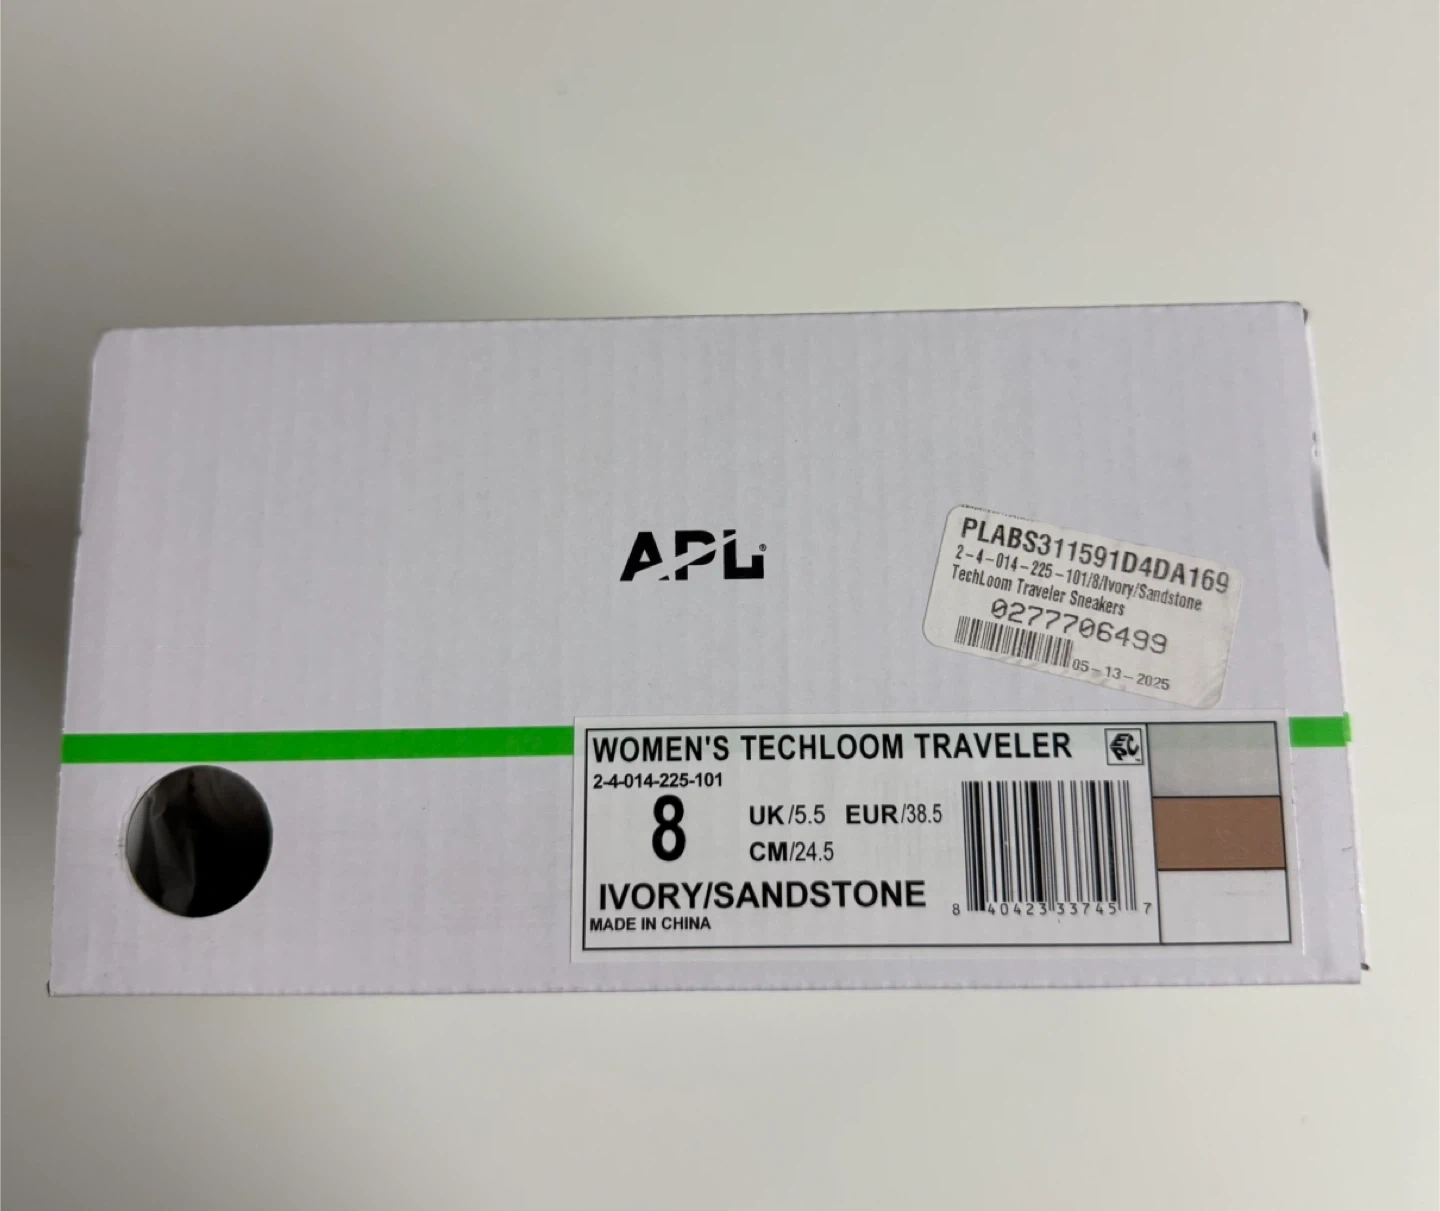 APL®
PLABS311591D4DA169
2-4-014-225-101/8/Ivory/Sandstone
TechLoom Traveler Sneakers
0277706499
05-13-2025
WOMEN'S TECHLOOM TRAVELER
2-4-014-225-101
8
UK/5.5 EUR/38.5
CM/24.5
IVORY/SANDSTONE
MADE IN CHINA
8 40423 33745 7